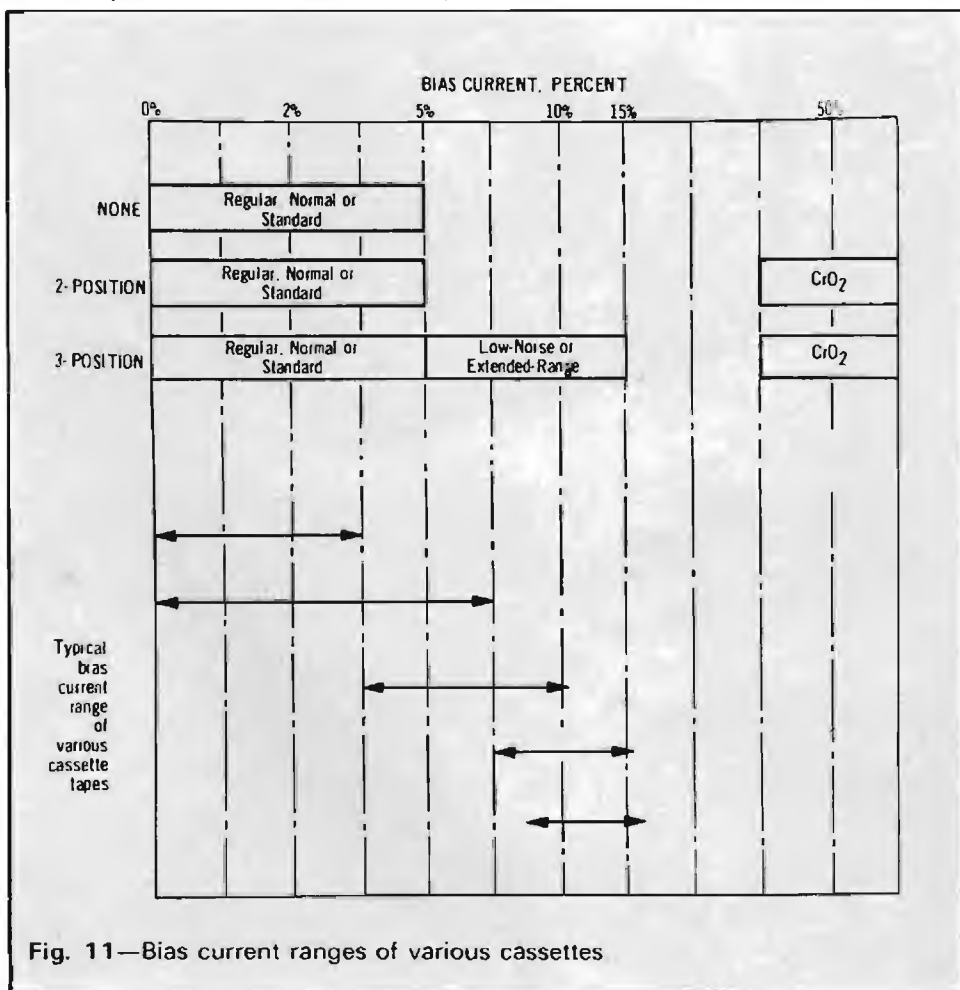 BIAS CURRENT, PERCENT
0% 2% 5% 10% 15% 50%
NONE
Regular, Normal or
Standard
2-POSITION
Regular, Normal or
Standard
CrO2
3-POSITION
Regular, Normal or
Standard
Low-Noise or
Extended-Range
CrO2
Typical
bias
current
range
of
various
cassette
tapes
Fig. 11—Bias current ranges of various cassettes